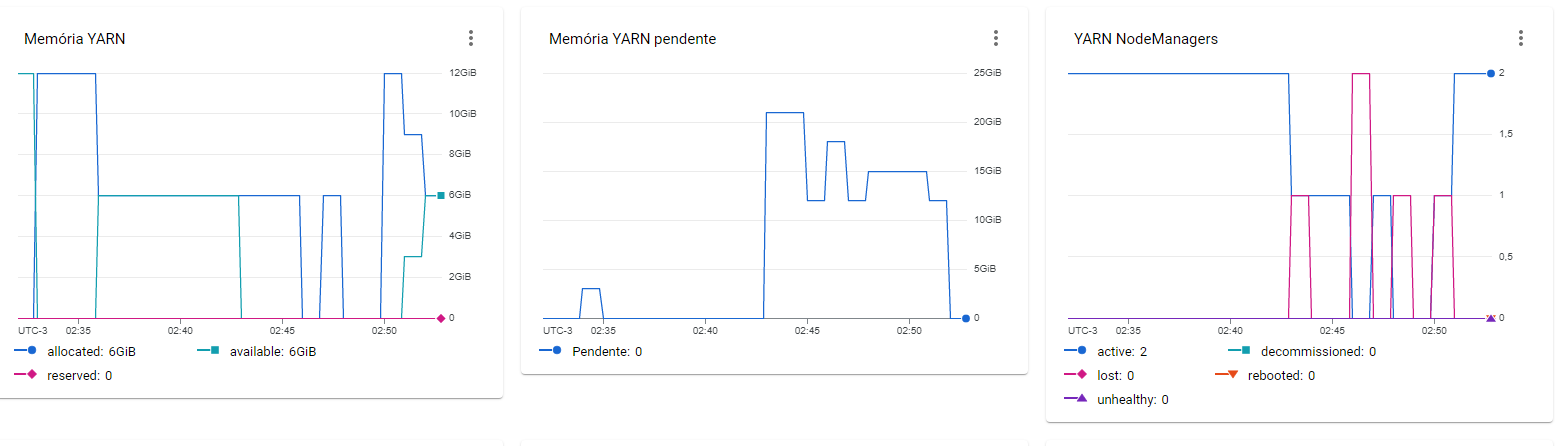 Memória YARN
12GiB
10GiB
8GiB
6GiB
4GiB
2GiB
0
UTC-3 02:35 02:40 02:45 02:50
allocated: 6GiB available: 6GiB
reserved: 0
Memória YARN pendente
25GiB
20GiB
15GiB
10GiB
5GiB
0
UTC-3 02:35 02:40 02:45 02:50
Pendente: 0
YARN NodeManagers
2
1,5
1
0,5
0
UTC-3 02:35 02:40 02:45 02:50
active: 2 decommissioned: 0
lost: 0 rebooted: 0
unhealthy: 0